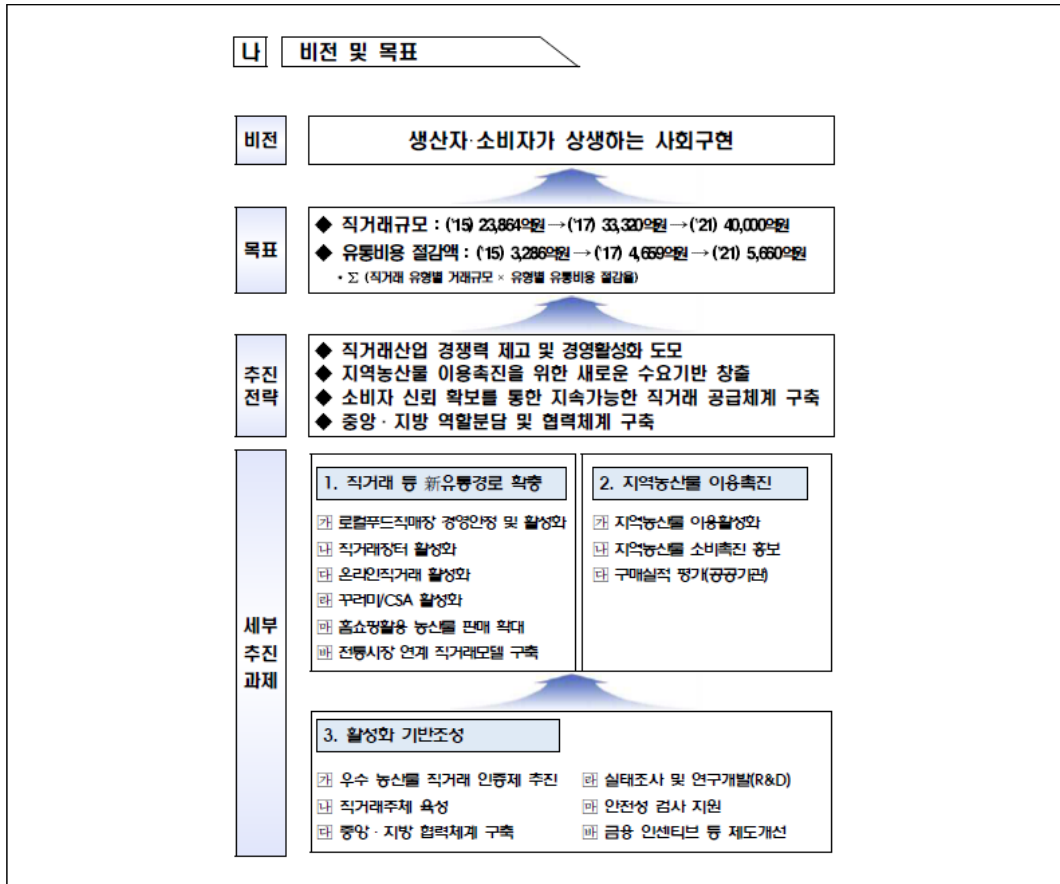 나 비전 및 목표
비전
생산자·소비자가 상생하는 사회구현
목표
◆ 직거래규모 : ('15) 23,864억원→('17) 33,320억원→('21) 40,000억원
◆ 유통비용 절감액 : ('15) 3,286억원→('17) 4,659억원→('21) 5,660억원
* Σ (직거래 유형별 거래규모 × 유형별 유통비용 절감율)
추진
전략
◆ 직거래산업 경쟁력 제고 및 경영활성화 도모
◆ 지역농산물 이용촉진을 위한 새로운 수요기반 창출
◆ 소비자 신뢰 확보를 통한 지속가능한 직거래 공급체계 구축
◆ 중앙·지방 역할분담 및 협력체계 구축
세부
추진
과제
1. 직거래 등 新유통경로 확충
가 로컬푸드직매장 경영안정 및 활성화
나 직거래장터 활성화
다 온라인직거래 활성화
라 꾸러미/CSA 활성화
마 홈쇼핑활용 농산물 판매 확대
바 전통시장 연계 직거래모델 구축
2. 지역농산물 이용촉진
가 지역농산물 이용활성화
나 지역농산물 소비촉진 홍보
다 구매실적 평가(공공기관)
3. 활성화 기반조성
가 우수 농산물 직거래 인증제 추진
나 직거래주체 육성
다 중앙·지방 협력체계 구축
라 실태조사 및 연구개발(R&D)
마 안전성 검사 지원
바 금융 인센티브 등 제도개선